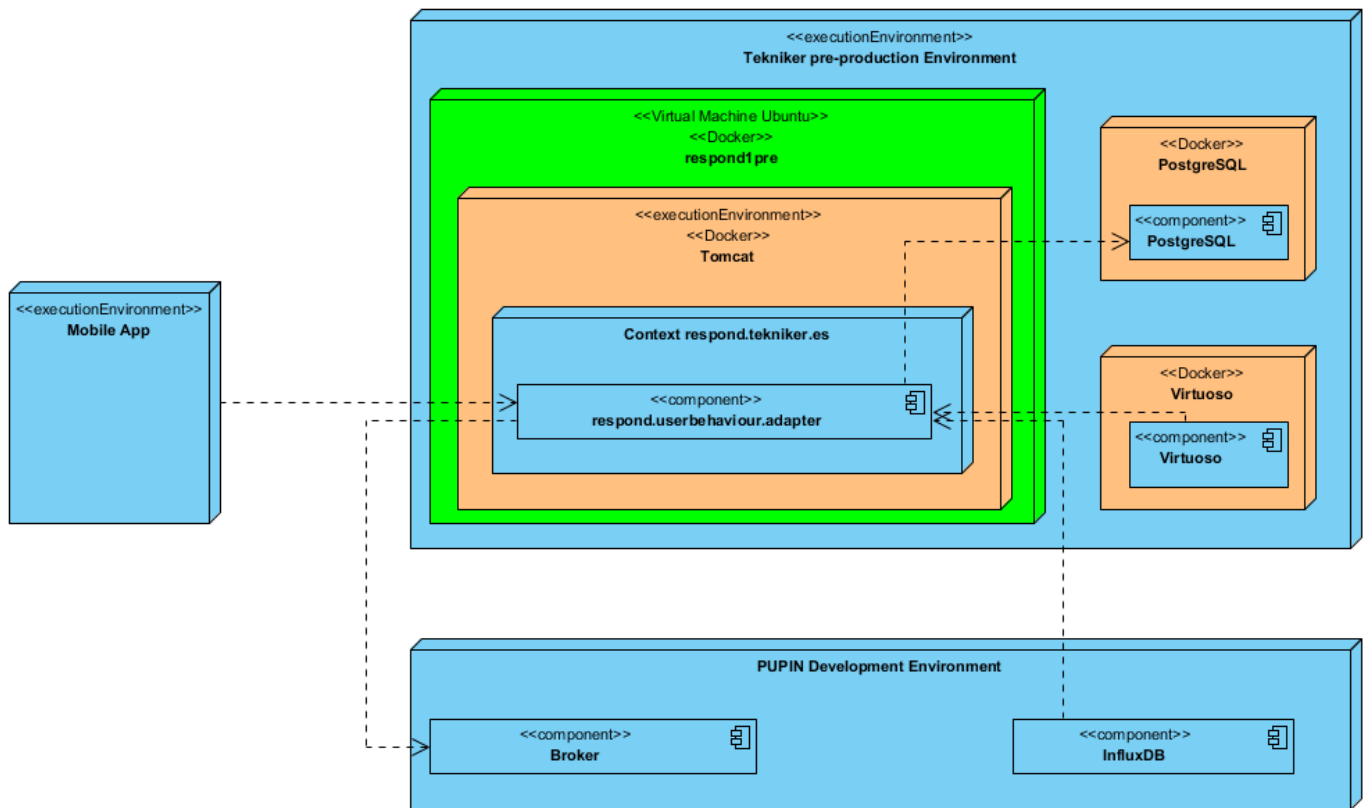 <<executionEnvironment>>
Tekniker pre-production Environment
<<Virtual Machine Ubuntu>>
<<Docker>>
respond1pre
<<executionEnvironment>>
<<Docker>>
Tomcat
Context respond.tekniker.es
<<component>>
respond.userbehaviour.adapter
<<Docker>>
PostgreSQL
<<component>>
PostgreSQL
<<Docker>>
Virtuoso
<<component>>
Virtuoso
<<executionEnvironment>>
Mobile App
PUPIN Development Environment
<<component>>
Broker
<<component>>
InfluxDB